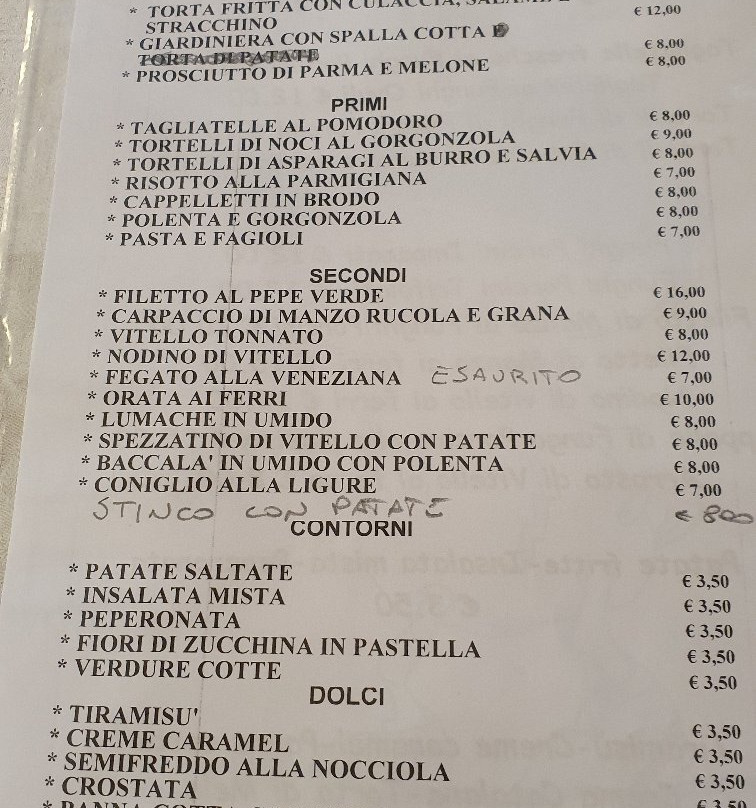 * TORTA FRITTA CON CULACCIA,
€ 12,00
STRACCHINO
* GIARDINIERA CON SPALLA COTTA E
€ 8,00
TORTA DI PATATE
* PROSCIUTTO DI PARMA E MELONE € 8,00
PRIMI
* TAGLIATELLE AL POMODORO € 8,00
* TORTELLI DI NOCI AL GORGONZOLA € 9,00
* TORTELLI DI ASPARAGI AL BURRO E SALVIA € 8,00
* RISOTTO ALLA PARMIGIANA € 7,00
* CAPPELLETTI IN BRODO € 8,00
* POLENTA E GORGONZOLA € 8,00
* PASTA E FAGIOLI € 7,00
SECONDI
* FILETTO AL PEPE VERDE € 16,00
* CARPACCIO DI MANZO RUCOLA E GRANA € 9,00
* VITELLO TONNATO € 8,00
* NODINO DI VITELLO € 12,00
* FEGATO ALLA VENEZIANA ESAURITO € 7,00
* ORATA AI FERRI € 10,00
* LUMACHE IN UMIDO € 8,00
* SPEZZATINO DI VITELLO CON PATATE € 8,00
* BACCALA' IN UMIDO CON POLENTA € 8,00
* CONIGLIO ALLA LIGURE € 7,00
STINCO CON PATATE € 800
CONTORNI
* PATATE SALTATE € 3,50
* INSALATA MISTA € 3,50
* PEPERONATA € 3,50
* FIORI DI ZUCCHINA IN PASTELLA € 3,50
* VERDURE COTTE € 3,50
DOLCI
* TIRAMISU' € 3,50
* CREME CARAMEL € 3,50
* SEMIFREDDO ALLA NOCCIOLA € 3,50
* CROSTATA € 3,50